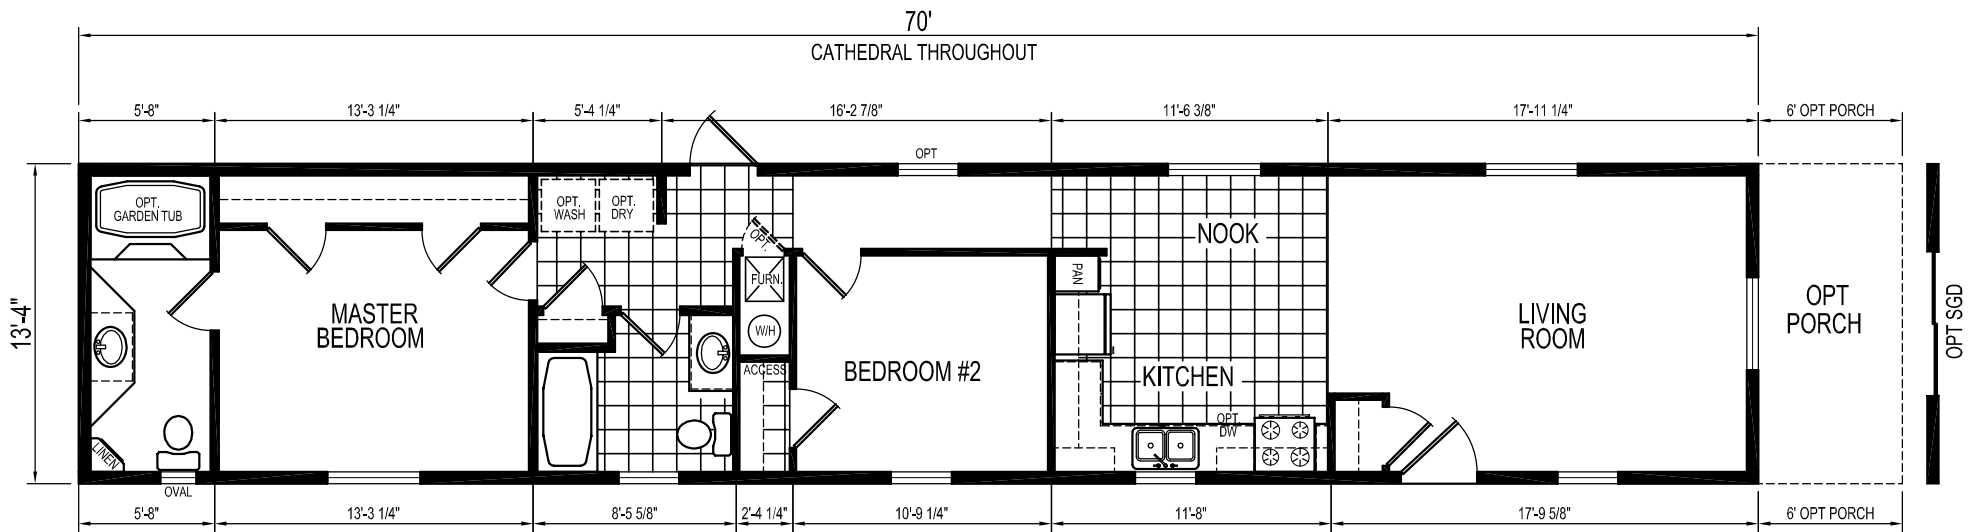 70'
CATHEDRAL THROUGHOUT
5'-8" 13'-3 1/4" 5'-4 1/4" 16'-2 7/8" 11'-6 3/8" 17'-11 1/4" 6' OPT PORCH
OPT
OPT.
GARDEN TUB
OPT.
WASH
OPT.
DRY
OPT.
FURN.
W/H
ACCESS
13'-4"
MASTER
BEDROOM
LINEN
OVAL
BEDROOM #2
PAN
NOOK
KITCHEN
OPT.
DW
LIVING
ROOM
OPT
PORCH
OPT SGD
5'-8" 13'-3 1/4" 8'-5 5/8" 2'-4 1/4" 10'-9 1/4" 11'-8" 17'-9 5/8" 6' OPT PORCH